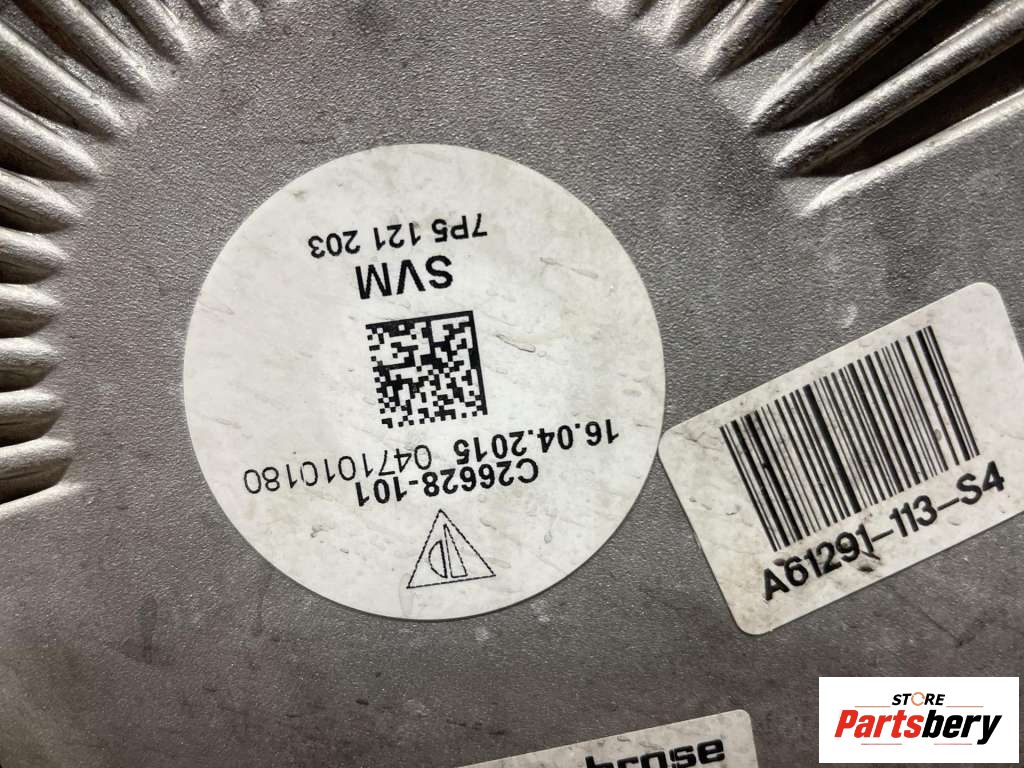 C26628-101
16.04.2015 0471010180
SVM
7P5 121 203
A61291-113-S4
brose
STORE
Partsbery